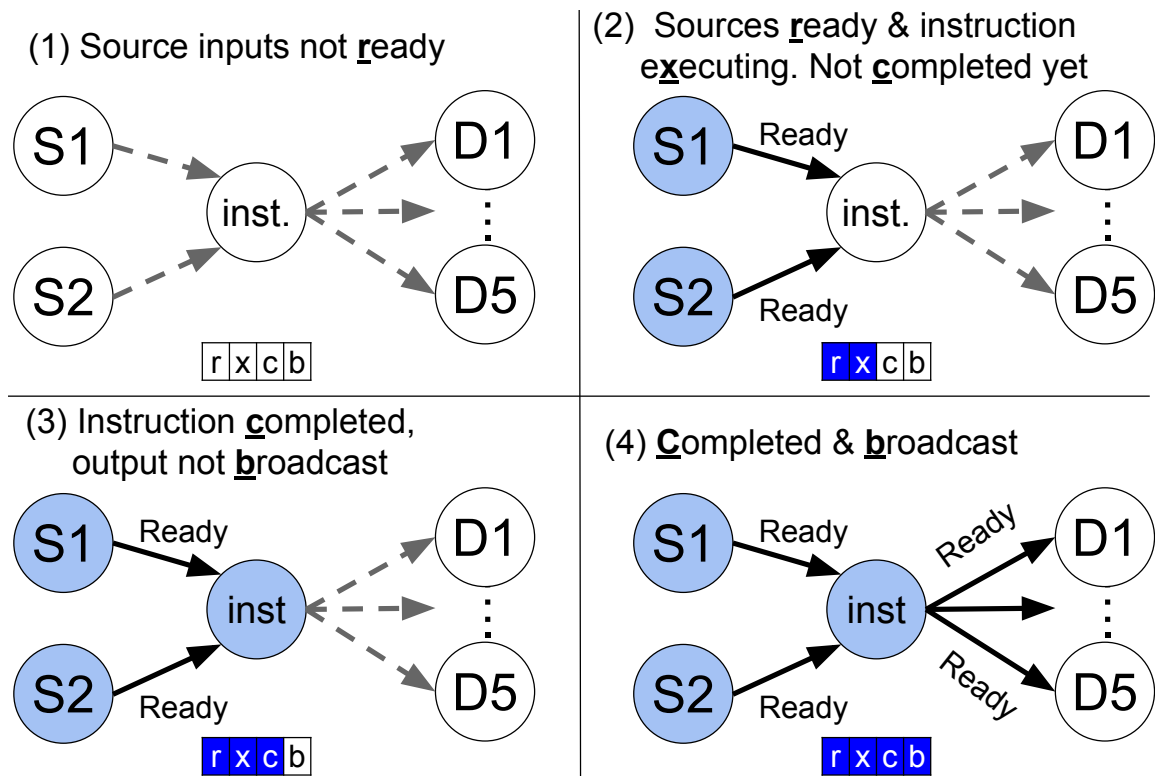 (1) Source inputs not ready
S1
D1
inst.
S2
D5
r x c b
(2) Sources ready & instruction
executing. Not completed yet
S1
Ready
D1
inst.
S2
Ready
D5
r x c b
(3) Instruction completed,
output not broadcast
S1
Ready
D1
inst
S2
Ready
D5
r x c b
(4) Completed & broadcast
S1
Ready
Ready
D1
inst
S2
Ready
Ready
D5
r x c b